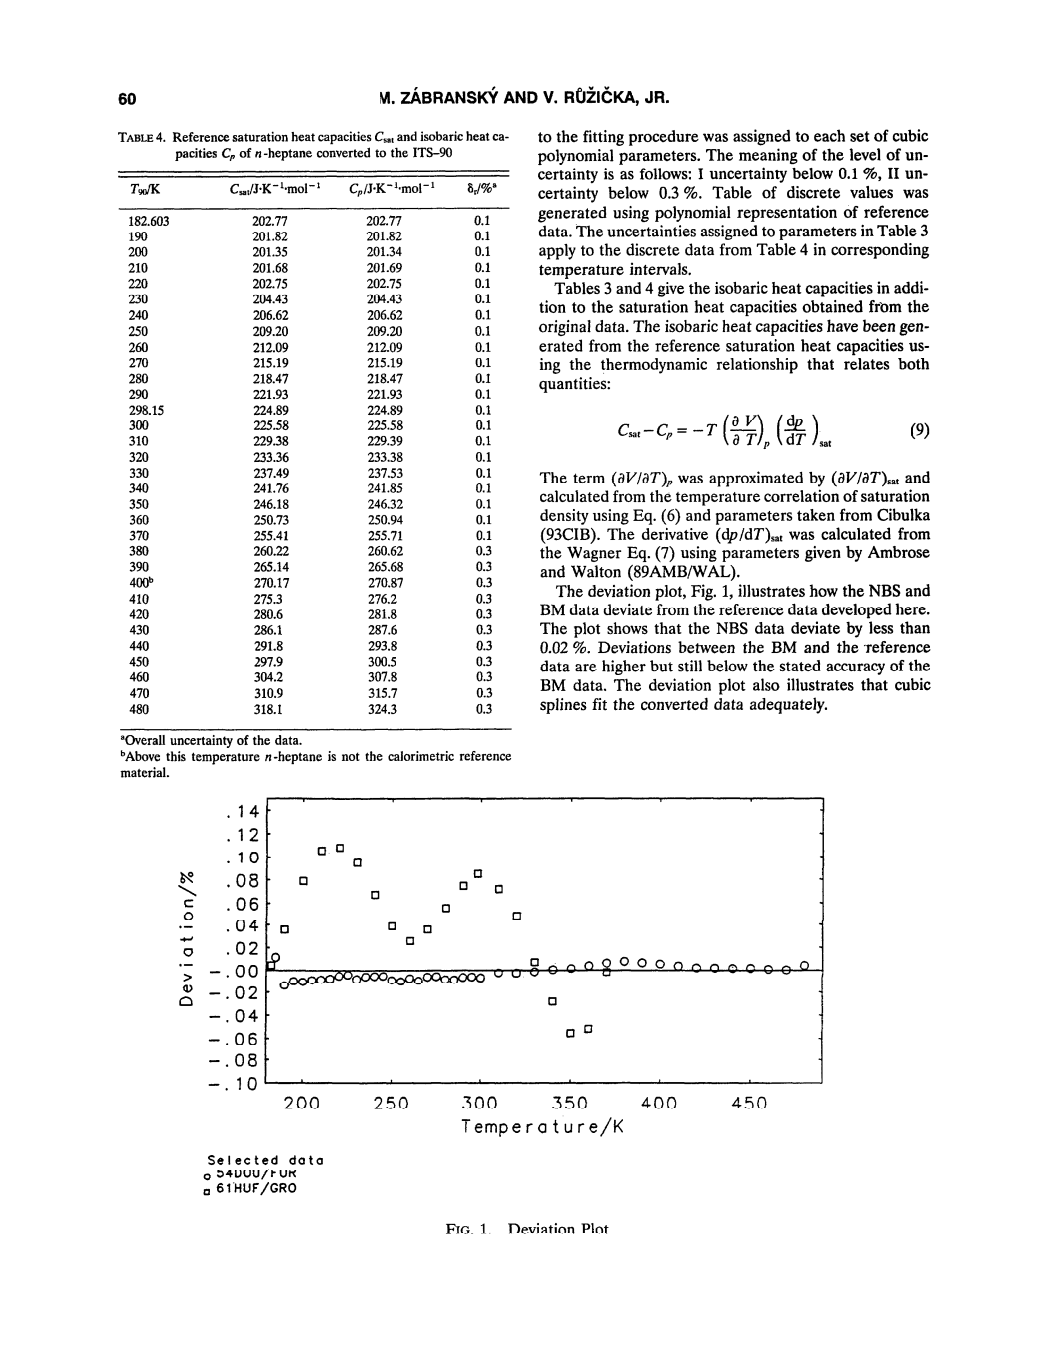 60
M. ZÁBRANSKÝ AND V. RŮŽIČKA, JR.
TABLE 4. Reference saturation heat capacities Csat and isobaric heat ca-
pacities Cp of n-heptane converted to the ITS–90
T90/K Csat/J·K−1·mol−1 Cp/J·K−1·mol−1 δr/%a
182.603 202.77 202.77 0.1
190 201.82 201.82 0.1
200 201.35 201.34 0.1
210 201.68 201.69 0.1
220 202.75 202.75 0.1
230 204.43 204.43 0.1
240 206.62 206.62 0.1
250 209.20 209.20 0.1
260 212.09 212.09 0.1
270 215.19 215.19 0.1
280 218.47 218.47 0.1
290 221.93 221.93 0.1
298.15 224.89 224.89 0.1
300 225.58 225.58 0.1
310 229.38 229.39 0.1
320 233.36 233.38 0.1
330 237.49 237.53 0.1
340 241.76 241.85 0.1
350 246.18 246.32 0.1
360 250.73 250.94 0.1
370 255.41 255.71 0.1
380 260.22 260.62 0.3
390 265.14 265.68 0.3
400b 270.17 270.87 0.3
410 275.3 276.2 0.3
420 280.6 281.8 0.3
430 286.1 287.6 0.3
440 291.8 293.8 0.3
450 297.9 300.5 0.3
460 304.2 307.8 0.3
470 310.9 315.7 0.3
480 318.1 324.3 0.3
aOverall uncertainty of the data.
bAbove this temperature n-heptane is not the calorimetric reference
material.
to the fitting procedure was assigned to each set of cubic
polynomial parameters. The meaning of the level of un-
certainty is as follows: I uncertainty below 0.1 %, II un-
certainty below 0.3 %. Table of discrete values was
generated using polynomial representation of reference
data. The uncertainties assigned to parameters in Table 3
apply to the discrete data from Table 4 in corresponding
temperature intervals.
Tables 3 and 4 give the isobaric heat capacities in addi-
tion to the saturation heat capacities obtained from the
original data. The isobaric heat capacities have been gen-
erated from the reference saturation heat capacities us-
ing the thermodynamic relationship that relates both
quantities:
Csat − Cp = − T (∂V/∂T)p (dp/dT)sat (9)
The term (∂V/∂T)p was approximated by (∂V/∂T)sat and
calculated from the temperature correlation of saturation
density using Eq. (6) and parameters taken from Cibulka
(93CIB). The derivative (dp/dT)sat was calculated from
the Wagner Eq. (7) using parameters given by Ambrose
and Walton (89AMB/WAL).
The deviation plot, Fig. 1, illustrates how the NBS and
BM data deviate from the reference data developed here.
The plot shows that the NBS data deviate by less than
0.02 %. Deviations between the BM and the reference
data are higher but still below the stated accuracy of the
BM data. The deviation plot also illustrates that cubic
splines fit the converted data adequately.
Deviation/%
.14
.12
.10
.08
.06
.04
.02
−.00
−.02
−.04
−.06
−.08
−.10
200 250 300 350 400 450
Temperature/K
Selected data
54DOU/FUR
61HUF/GRO
FIG. 1. Deviation Plot